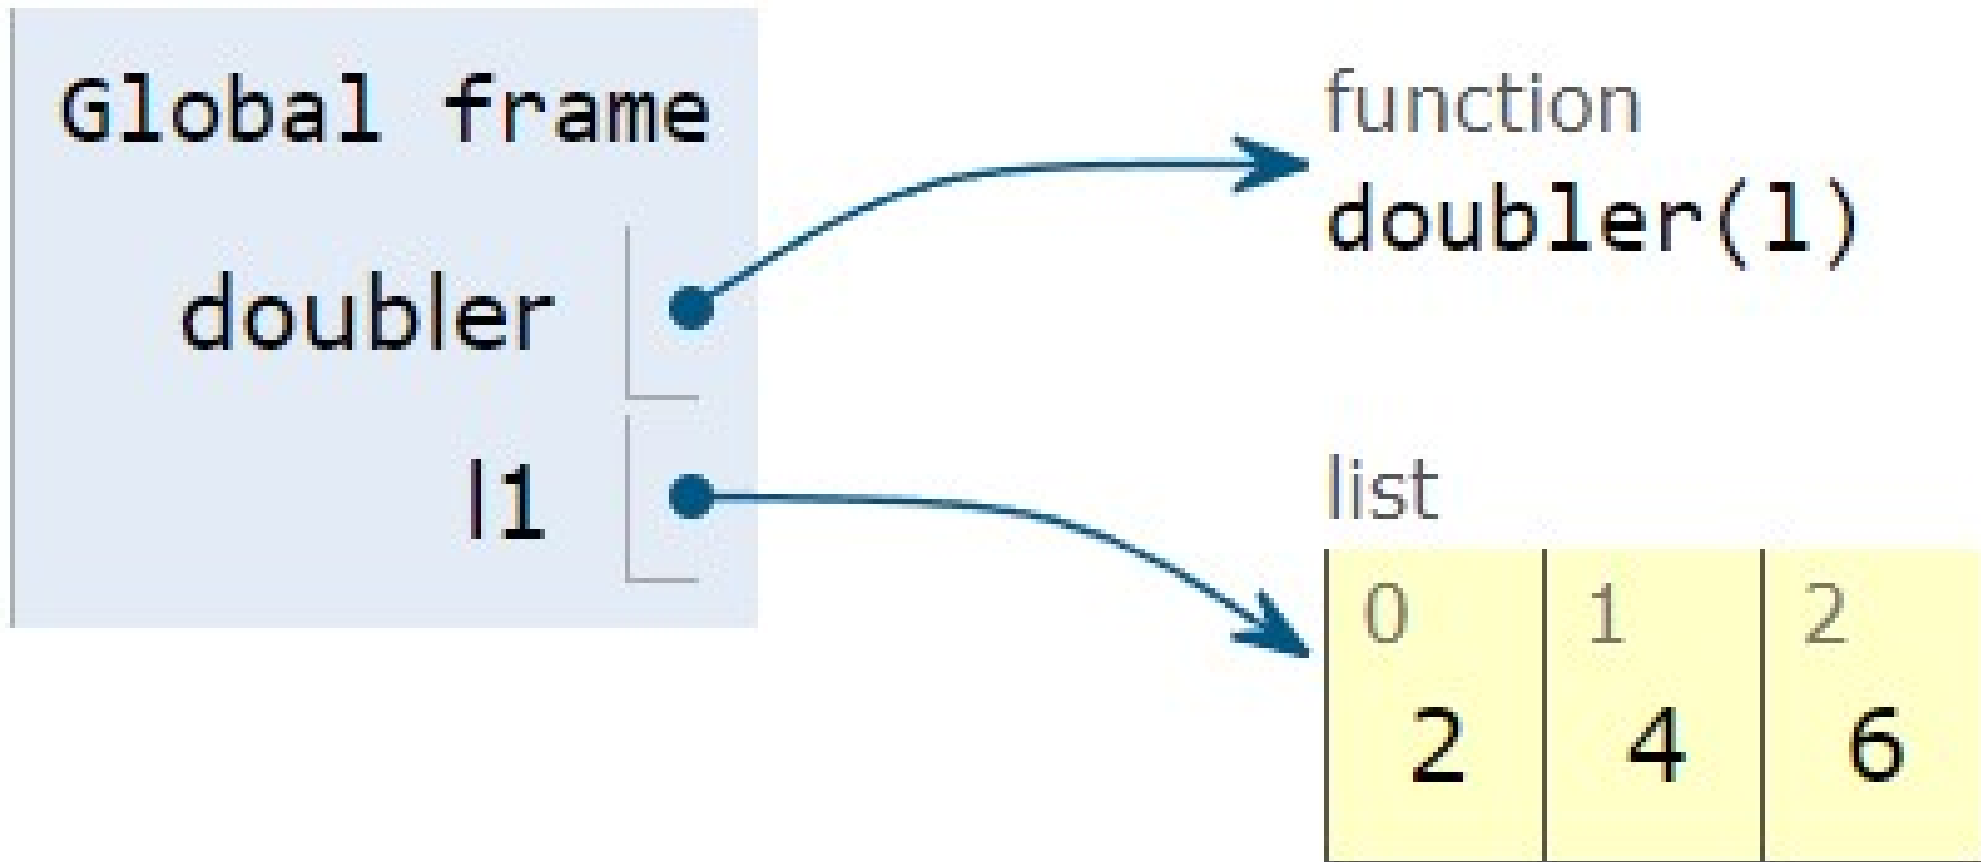 Global frame
doubler
l1
function
doubler(l)
list
0 1 2
2 4 6